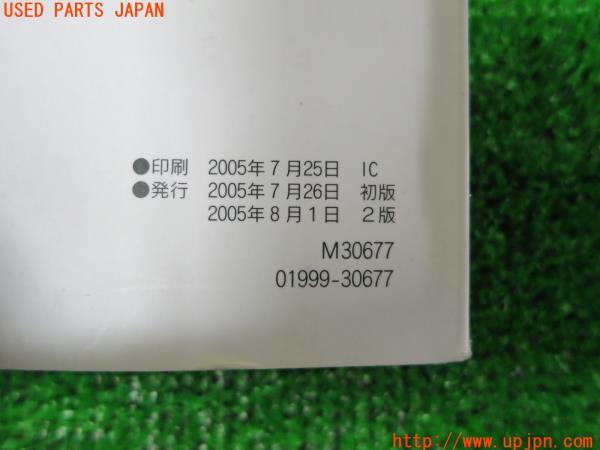 USED PARTS JAPAN
●印刷 2005年7月25日 IC
●発行 2005年7月26日 初版
2005年8月1日 2版
M30677
01999-30677
http://www.upjpn.com